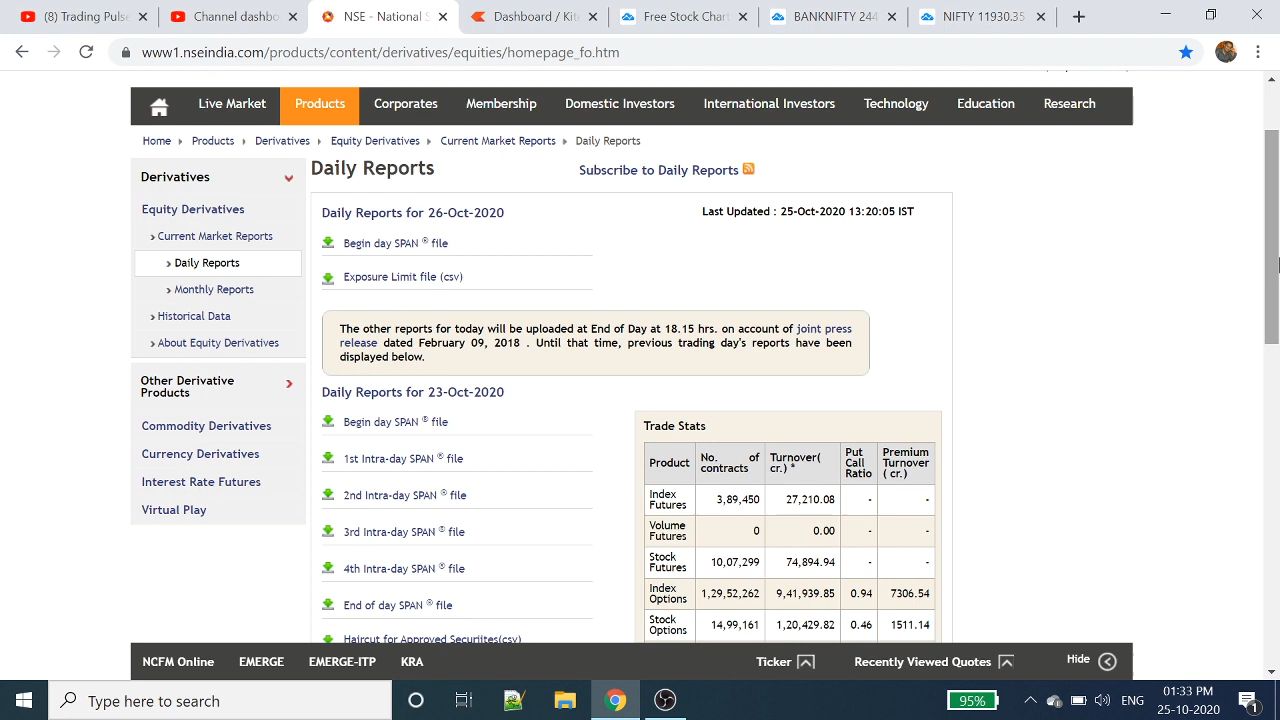 (8) Trading Pulse
Channel dashbo
NSE - National S
Dashboard / Kit
Free Stock Chart
BANKNIFTY 244
NIFTY 11930.35
www1.nseindia.com/products/content/derivatives/equities/homepage_fo.htm
Live Market
Products
Corporates
Membership
Domestic Investors
International Investors
Technology
Education
Research
Home
Products
Derivatives
Equity Derivatives
Current Market Reports
Daily Reports
Derivatives
Equity Derivatives
Current Market Reports
Daily Reports
Monthly Reports
Historical Data
About Equity Derivatives
Other Derivative
Products
Commodity Derivatives
Currency Derivatives
Interest Rate Futures
Virtual Play
Daily Reports
Subscribe to Daily Reports
Daily Reports for 26-Oct-2020
Last Updated : 25-Oct-2020 13:20:05 IST
Begin day SPAN ® file
Exposure Limit file (csv)
The other reports for today will be uploaded at End of Day at 18.15 hrs. on account of joint press
release dated February 09, 2018 . Until that time, previous trading day's reports have been
displayed below.
Daily Reports for 23-Oct-2020
Begin day SPAN ® file
1st Intra-day SPAN ® file
2nd Intra-day SPAN ® file
3rd Intra-day SPAN ® file
4th Intra-day SPAN ® file
End of day SPAN ® file
Haircut for Approved Securiites(csv)
Trade Stats
Product No. of contracts Turnover( cr.) * Put Call Ratio Premium Turnover ( cr.)
Index Futures 3,89,450 27,210.08 - -
Volume Futures 0 0.00 - -
Stock Futures 10,07,299 74,894.94 - -
Index Options 1,29,52,262 9,41,939.85 0.94 7306.54
Stock Options 14,99,161 1,20,429.82 0.46 1511.14
NCFM Online
EMERGE
EMERGE-ITP
KRA
Ticker
Recently Viewed Quotes
Hide
Type here to search
95%
ENG
01:33 PM
25-10-2020
1